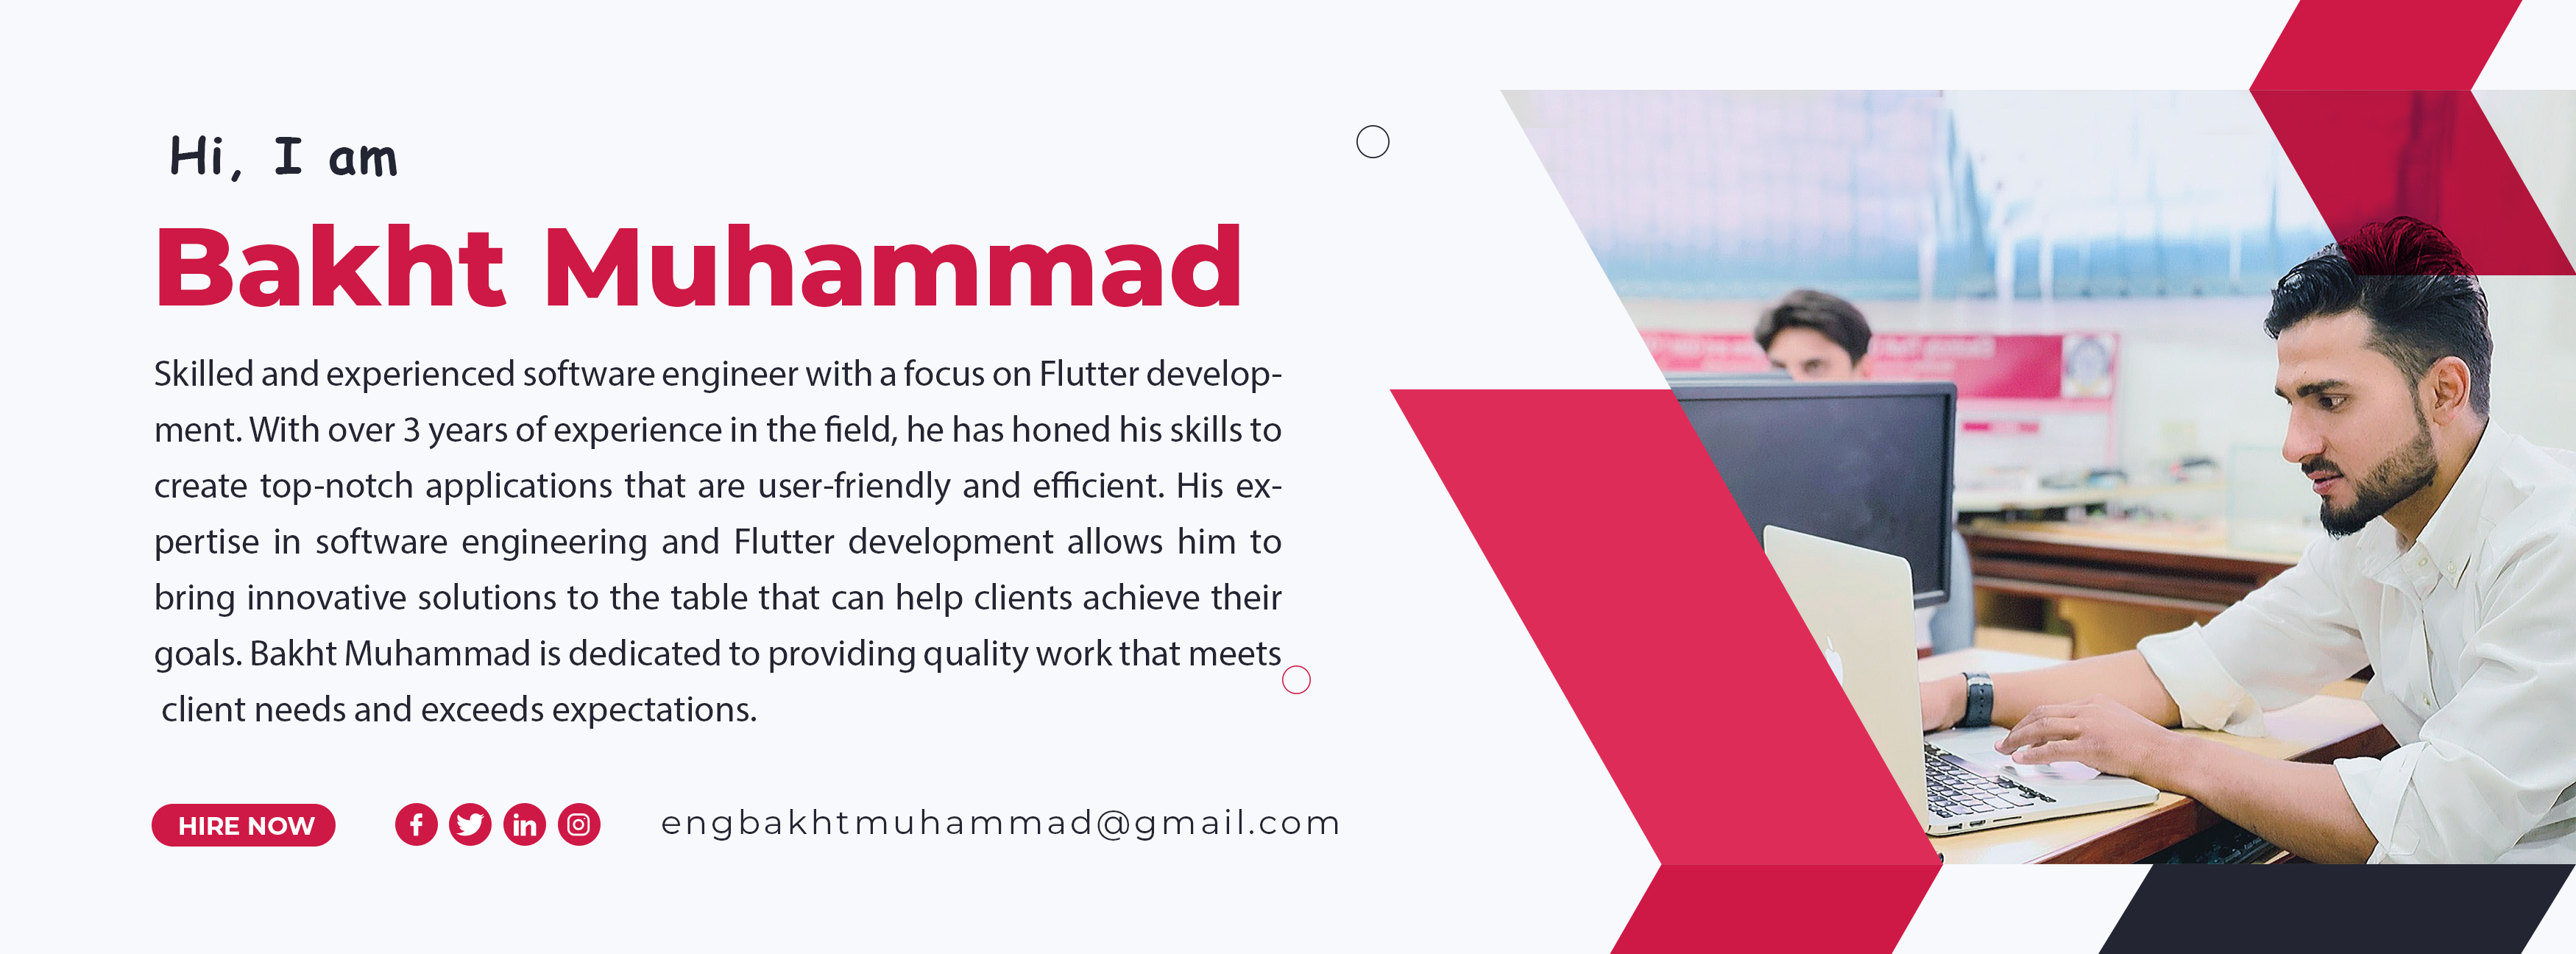 Hi, I am
Bakht Muhammad
Skilled and experienced software engineer with a focus on Flutter develop-
ment. With over 3 years of experience in the field, he has honed his skills to
create top-notch applications that are user-friendly and efficient. His ex-
pertise in software engineering and Flutter development allows him to
bring innovative solutions to the table that can help clients achieve their
goals. Bakht Muhammad is dedicated to providing quality work that meets
client needs and exceeds expectations.
HIRE NOW
engbakhtmuhammad@gmail.com